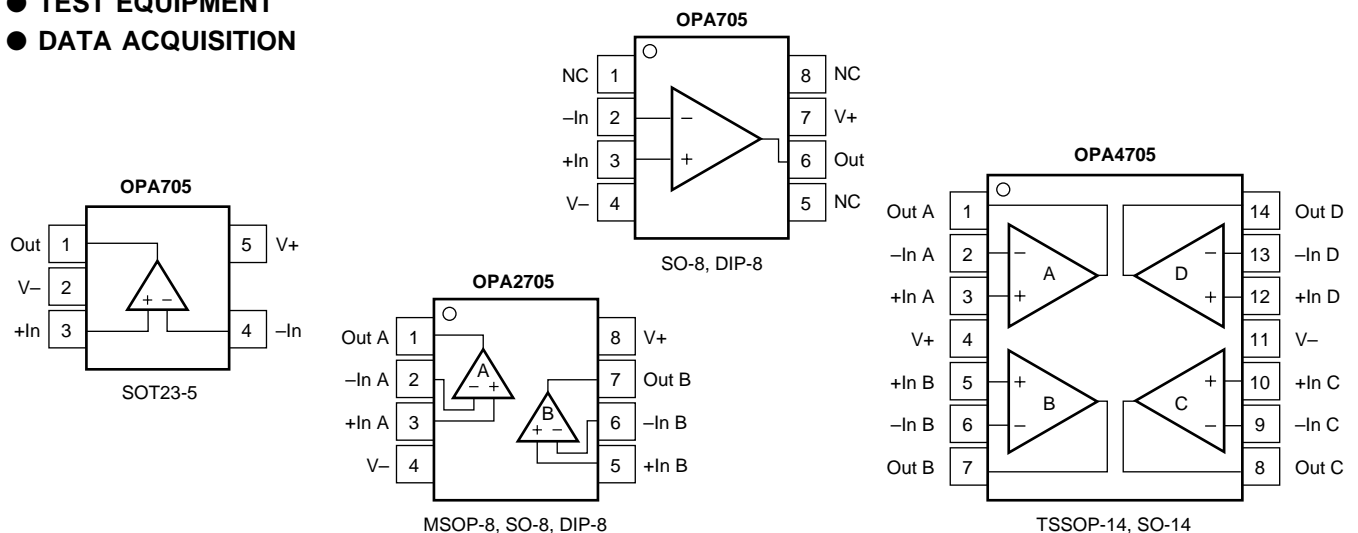 ● TEST EQUIPMENT
● DATA ACQUISITION
OPA705
NC 1 8 NC
–In 2 – 7 V+
+In 3 + 6 Out
V– 4 5 NC
SO-8, DIP-8
OPA705
Out 1 5 V+
V– 2
+In 3 + – 4 –In
SOT23-5
OPA2705
Out A 1 8 V+
–In A 2 A – + 7 Out B
+In A 3 B + – 6 –In B
V– 4 5 +In B
MSOP-8, SO-8, DIP-8
OPA4705
Out A 1 14 Out D
–In A 2 – – 13 –In D
A D
+In A 3 + + 12 +In D
V+ 4 11 V–
+In B 5 + + 10 +In C
B C
–In B 6 – – 9 –In C
Out B 7 8 Out C
TSSOP-14, SO-14